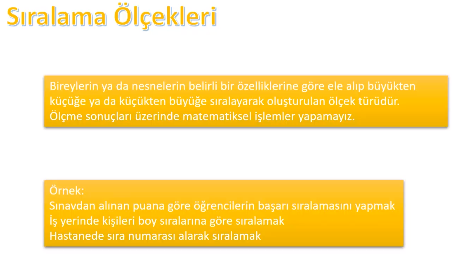 Sıralama Ölçekleri
Bireylerin ya da nesnelerin belirli bir özelliklerine göre ele alıp büyükten
küçüğe ya da küçükten büyüğe sıralayarak oluşturulan ölçek türüdür.
Ölçme sonuçları üzerinde matematiksel işlemler yapamayız.
Örnek:
Sınavdan alınan puana göre öğrencilerin başarı sıralamasını yapmak
İş yerinde kişileri boy sıralarına göre sıralamak
Hastanede sıra numarası alarak sıralamak